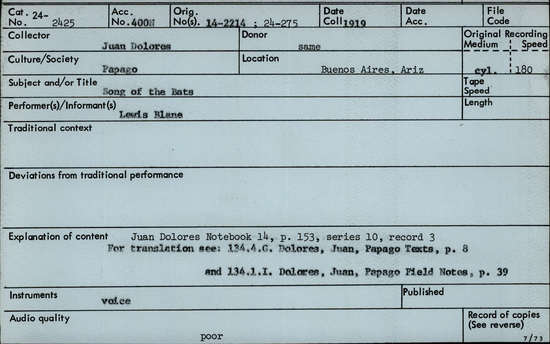 Cat. 24- Acc. Orig. Date Date File
No. 2425 No. 400H No(s). 14-2214 ; 24-275 Coll 1919 Acc. Code
Collector Donor Original Recording
Juan Dolores same Medium Speed
Culture/Society Location
Papago Buenos Aires, Ariz cyl. 180
Subject and/or Title Tape
Song of the Bats Speed
Performer(s)/Informant(s) Length
Lewis Blane
Traditional context
Deviations from traditional performance
Explanation of content Juan Dolores Notebook 14, p. 153, series 10, record 3
For translation see: 134.4.G. Dolores, Juan, Papago Texts, p. 8
and 134.1.I. Dolores, Juan, Papago Field Notes, p. 39
Instruments Published
voice
Audio quality Record of copies
(See reverse)
poor 7/73